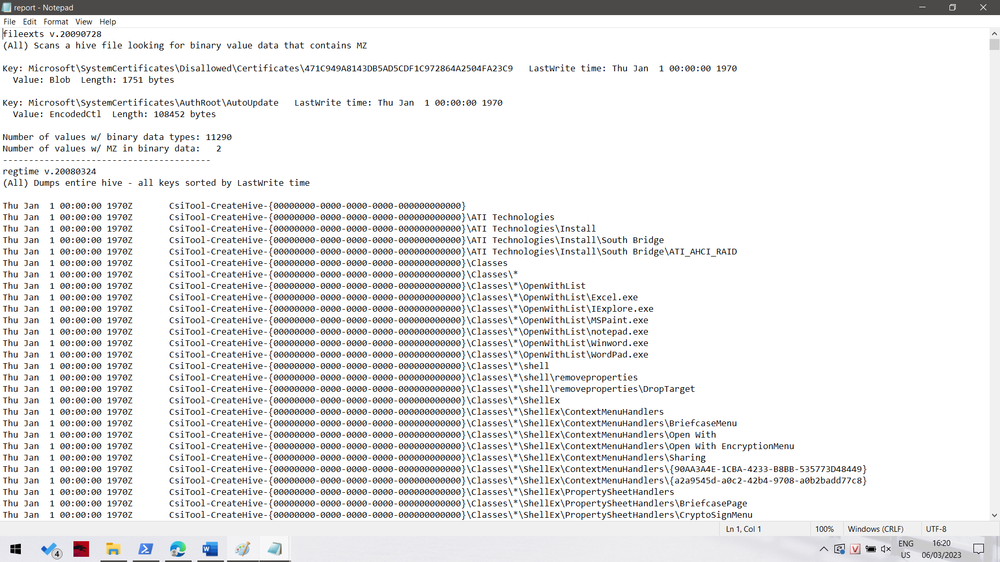 report - Notepad
File Edit Format View Help
fileexts v.20090728
(All) Scans a hive file looking for binary value data that contains MZ
Key: Microsoft\SystemCertificates\Disallowed\Certificates\471C949A8143DB5AD5CDF1C972864A2504FA23C9   LastWrite time: Thu Jan  1 00:00:00 1970
  Value: Blob  Length: 1751 bytes
Key: Microsoft\SystemCertificates\AuthRoot\AutoUpdate   LastWrite time: Thu Jan  1 00:00:00 1970
  Value: EncodedCtl  Length: 108452 bytes
Number of values w/ binary data types: 11290
Number of values w/ MZ in binary data:   2
----------------------------------------
regtime v.20080324
(All) Dumps entire hive - all keys sorted by LastWrite time
Thu Jan  1 00:00:00 1970Z       CsiTool-CreateHive-{00000000-0000-0000-0000-000000000000}
Thu Jan  1 00:00:00 1970Z       CsiTool-CreateHive-{00000000-0000-0000-0000-000000000000}\ATI Technologies
Thu Jan  1 00:00:00 1970Z       CsiTool-CreateHive-{00000000-0000-0000-0000-000000000000}\ATI Technologies\Install
Thu Jan  1 00:00:00 1970Z       CsiTool-CreateHive-{00000000-0000-0000-0000-000000000000}\ATI Technologies\Install\South Bridge
Thu Jan  1 00:00:00 1970Z       CsiTool-CreateHive-{00000000-0000-0000-0000-000000000000}\ATI Technologies\Install\South Bridge\ATI_AHCI_RAID
Thu Jan  1 00:00:00 1970Z       CsiTool-CreateHive-{00000000-0000-0000-0000-000000000000}\Classes
Thu Jan  1 00:00:00 1970Z       CsiTool-CreateHive-{00000000-0000-0000-0000-000000000000}\Classes\*
Thu Jan  1 00:00:00 1970Z       CsiTool-CreateHive-{00000000-0000-0000-0000-000000000000}\Classes\*\OpenWithList
Thu Jan  1 00:00:00 1970Z       CsiTool-CreateHive-{00000000-0000-0000-0000-000000000000}\Classes\*\OpenWithList\Excel.exe
Thu Jan  1 00:00:00 1970Z       CsiTool-CreateHive-{00000000-0000-0000-0000-000000000000}\Classes\*\OpenWithList\IExplore.exe
Thu Jan  1 00:00:00 1970Z       CsiTool-CreateHive-{00000000-0000-0000-0000-000000000000}\Classes\*\OpenWithList\MSPaint.exe
Thu Jan  1 00:00:00 1970Z       CsiTool-CreateHive-{00000000-0000-0000-0000-000000000000}\Classes\*\OpenWithList\notepad.exe
Thu Jan  1 00:00:00 1970Z       CsiTool-CreateHive-{00000000-0000-0000-0000-000000000000}\Classes\*\OpenWithList\Winword.exe
Thu Jan  1 00:00:00 1970Z       CsiTool-CreateHive-{00000000-0000-0000-0000-000000000000}\Classes\*\OpenWithList\WordPad.exe
Thu Jan  1 00:00:00 1970Z       CsiTool-CreateHive-{00000000-0000-0000-0000-000000000000}\Classes\*\shell
Thu Jan  1 00:00:00 1970Z       CsiTool-CreateHive-{00000000-0000-0000-0000-000000000000}\Classes\*\shell\removeproperties
Thu Jan  1 00:00:00 1970Z       CsiTool-CreateHive-{00000000-0000-0000-0000-000000000000}\Classes\*\shell\removeproperties\DropTarget
Thu Jan  1 00:00:00 1970Z       CsiTool-CreateHive-{00000000-0000-0000-0000-000000000000}\Classes\*\ShellEx
Thu Jan  1 00:00:00 1970Z       CsiTool-CreateHive-{00000000-0000-0000-0000-000000000000}\Classes\*\ShellEx\ContextMenuHandlers
Thu Jan  1 00:00:00 1970Z       CsiTool-CreateHive-{00000000-0000-0000-0000-000000000000}\Classes\*\ShellEx\ContextMenuHandlers\BriefcaseMenu
Thu Jan  1 00:00:00 1970Z       CsiTool-CreateHive-{00000000-0000-0000-0000-000000000000}\Classes\*\ShellEx\ContextMenuHandlers\Open With
Thu Jan  1 00:00:00 1970Z       CsiTool-CreateHive-{00000000-0000-0000-0000-000000000000}\Classes\*\ShellEx\ContextMenuHandlers\Open With EncryptionMenu
Thu Jan  1 00:00:00 1970Z       CsiTool-CreateHive-{00000000-0000-0000-0000-000000000000}\Classes\*\ShellEx\ContextMenuHandlers\Sharing
Thu Jan  1 00:00:00 1970Z       CsiTool-CreateHive-{00000000-0000-0000-0000-000000000000}\Classes\*\ShellEx\ContextMenuHandlers\{90AA3A4E-1CBA-4233-B8BB-535773D48449}
Thu Jan  1 00:00:00 1970Z       CsiTool-CreateHive-{00000000-0000-0000-0000-000000000000}\Classes\*\ShellEx\ContextMenuHandlers\{a2a9545d-a0c2-42b4-9708-a0b2badd77c8}
Thu Jan  1 00:00:00 1970Z       CsiTool-CreateHive-{00000000-0000-0000-0000-000000000000}\Classes\*\ShellEx\PropertySheetHandlers
Thu Jan  1 00:00:00 1970Z       CsiTool-CreateHive-{00000000-0000-0000-0000-000000000000}\Classes\*\ShellEx\PropertySheetHandlers\BriefcasePage
Thu Jan  1 00:00:00 1970Z       CsiTool-CreateHive-{00000000-0000-0000-0000-000000000000}\Classes\*\ShellEx\PropertySheetHandlers\CryptoSignMenu
Ln 1, Col 1 100% Windows (CRLF) UTF-8
4
W
V
ENG
US
16:20
06/03/2023